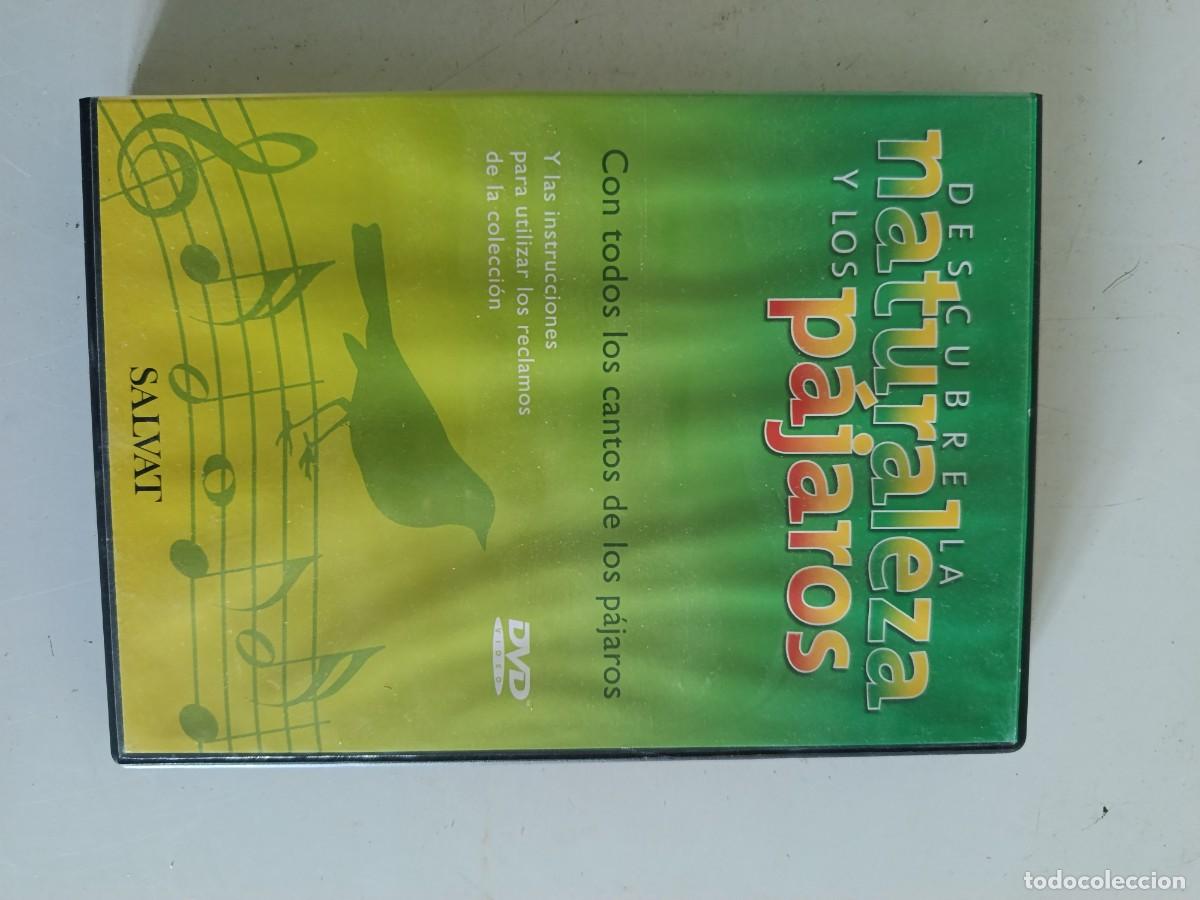 DESCUBRE LA
naturaleza
Y LOS pájaros
Con todos los cantos de los pájaros
Y las instrucciones
para utilizar los reclamos
de la colección
DVD
VIDEO
SALVAT
todocoleccion